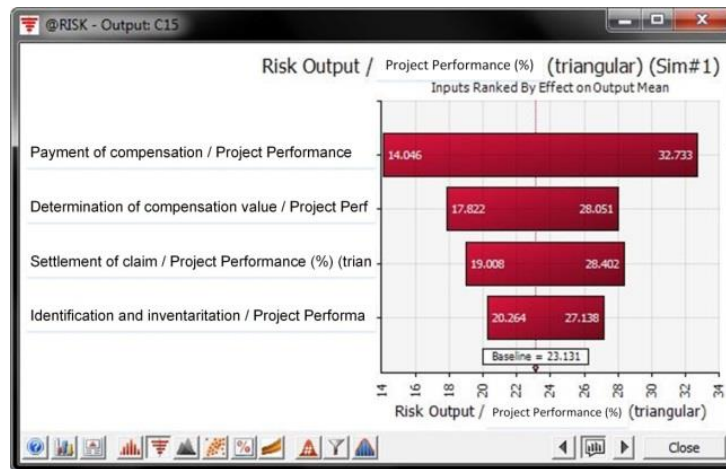 @RISK - Output: C15
Risk Output / Project Performance (%) (triangular) (Sim#1)
Inputs Ranked By Effect on Output Mean
Payment of compensation / Project Performance
14.046 32.733
Determination of compensation value / Project Perf
17.822 28.051
Settlement of claim / Project Performance (%) (trian
19.008 28.402
Identification and inventaritation / Project Performa
20.264 27.138
Baseline = 23.131
14 16 18 20 22 24 26 28 30 32 34
Risk Output / Project Performance (%) (triangular)
Close